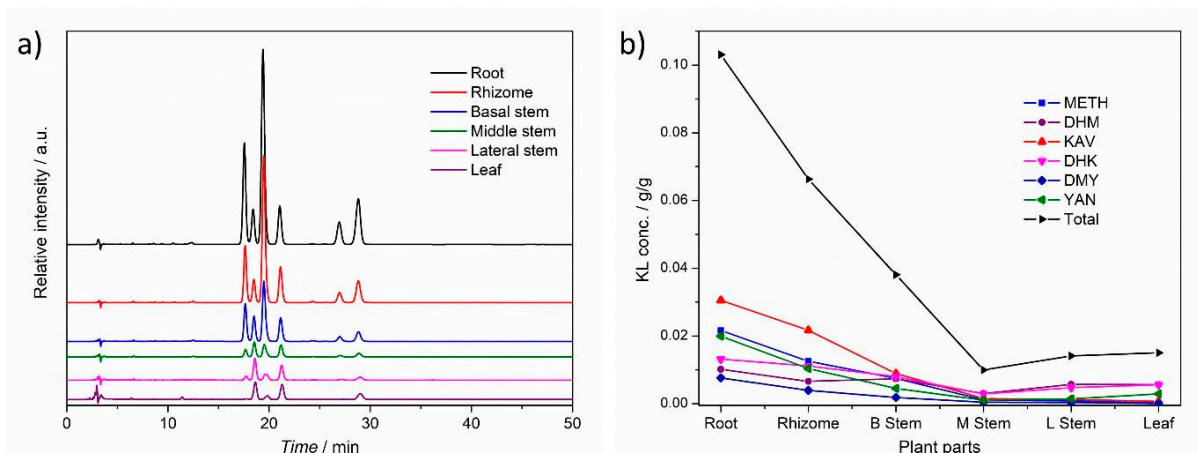 a)
Relative intensity / a.u.
Root
Rhizome
Basal stem
Middle stem
Lateral stem
Leaf
0 10 20 30 40 50
Time / min
b)
KL conc. / g/g
0.10
0.08
0.06
0.04
0.02
0.00
METH
DHM
KAV
DHK
DMY
YAN
Total
Root Rhizome B Stem M Stem L Stem Leaf
Plant parts